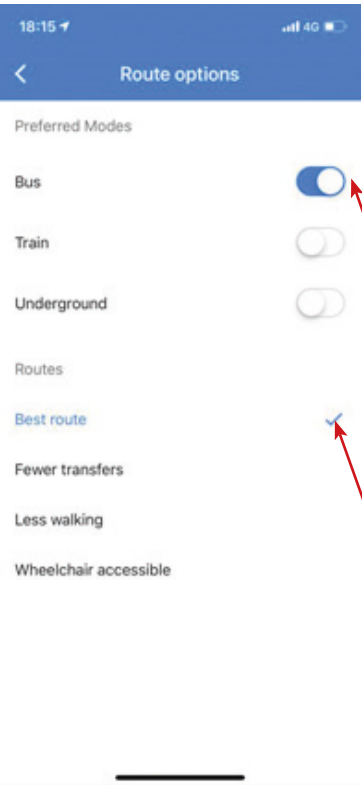 18:15
4G
Route options
Preferred Modes
Bus
Train
Underground
Routes
Best route
Fewer transfers
Less walking
Wheelchair accessible